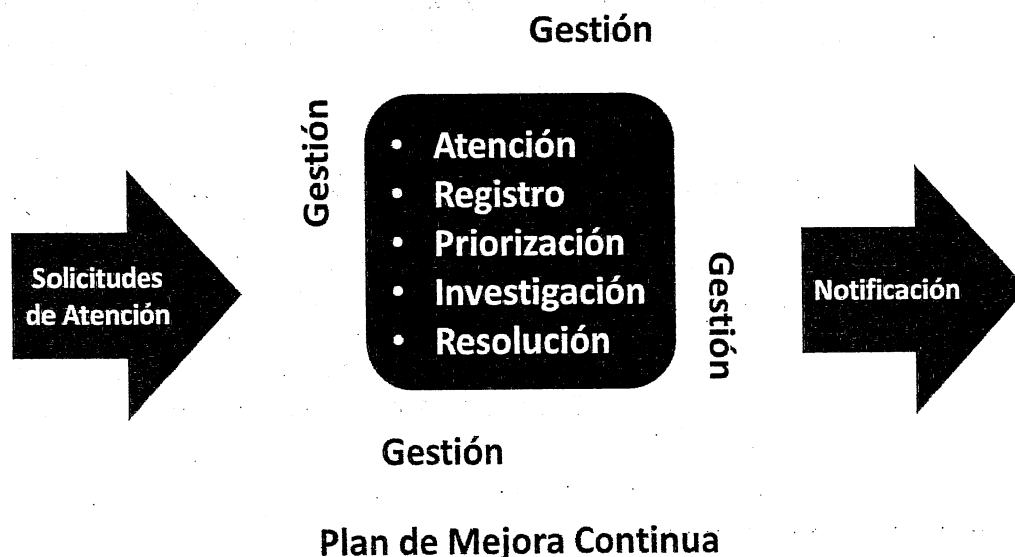 Gestión
Gestión
• Atención
• Registro
• Priorización
• Investigación
• Resolución
Solicitudes
de Atención
Gestión
Notificación
Gestión
Plan de Mejora Continua